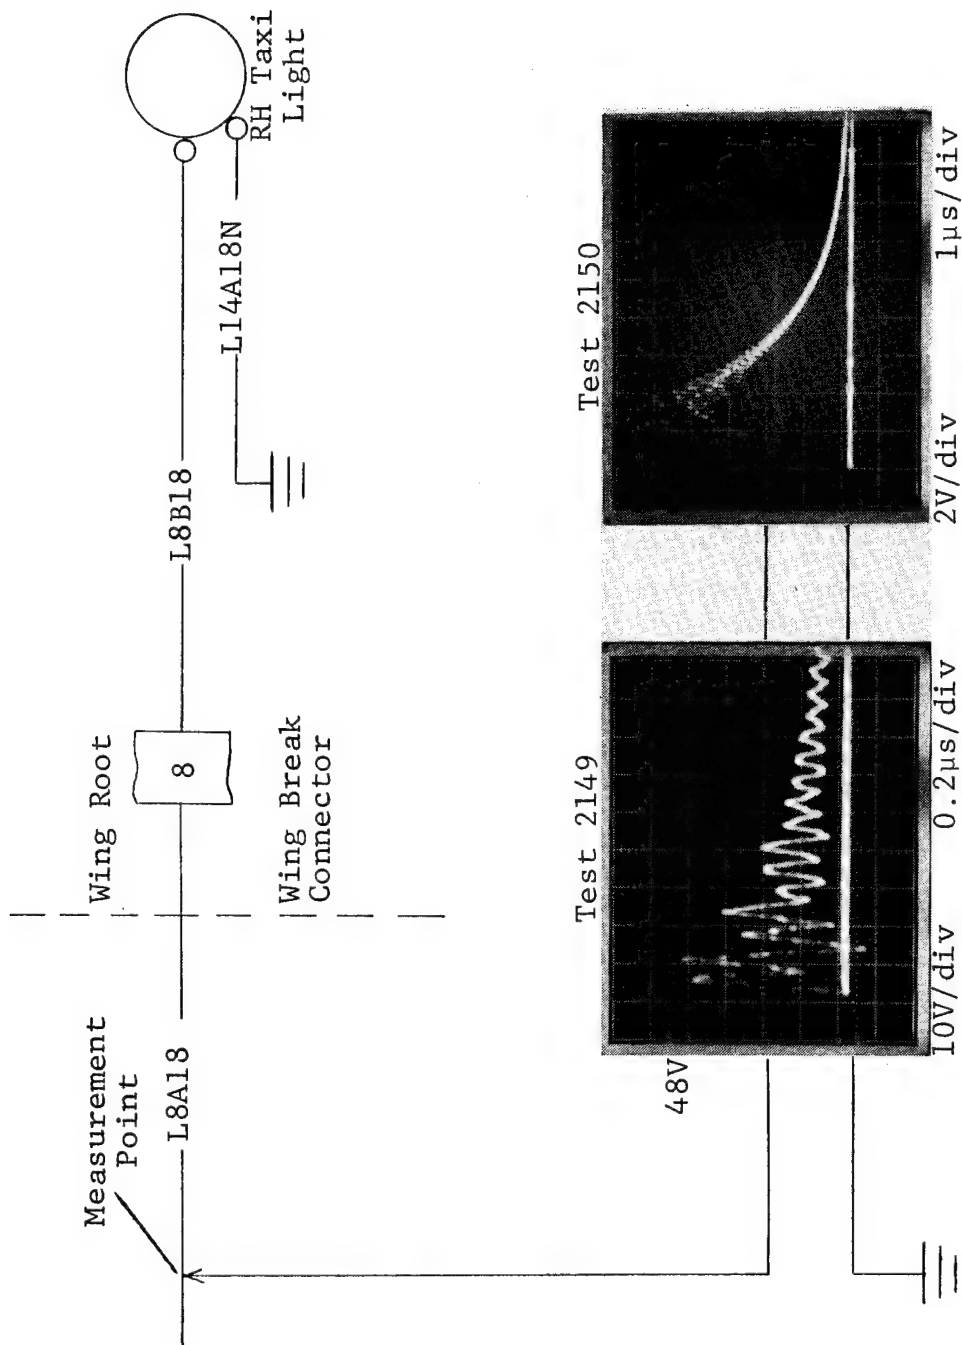 Measurement
Point
L8A18
Wing Root
8
Wing Break
Connector
L8B18
L14A18N
RH Taxi
Light
48V
Test 2149
10V/div
0.2μs/div
Test 2150
2V/div
1μs/div